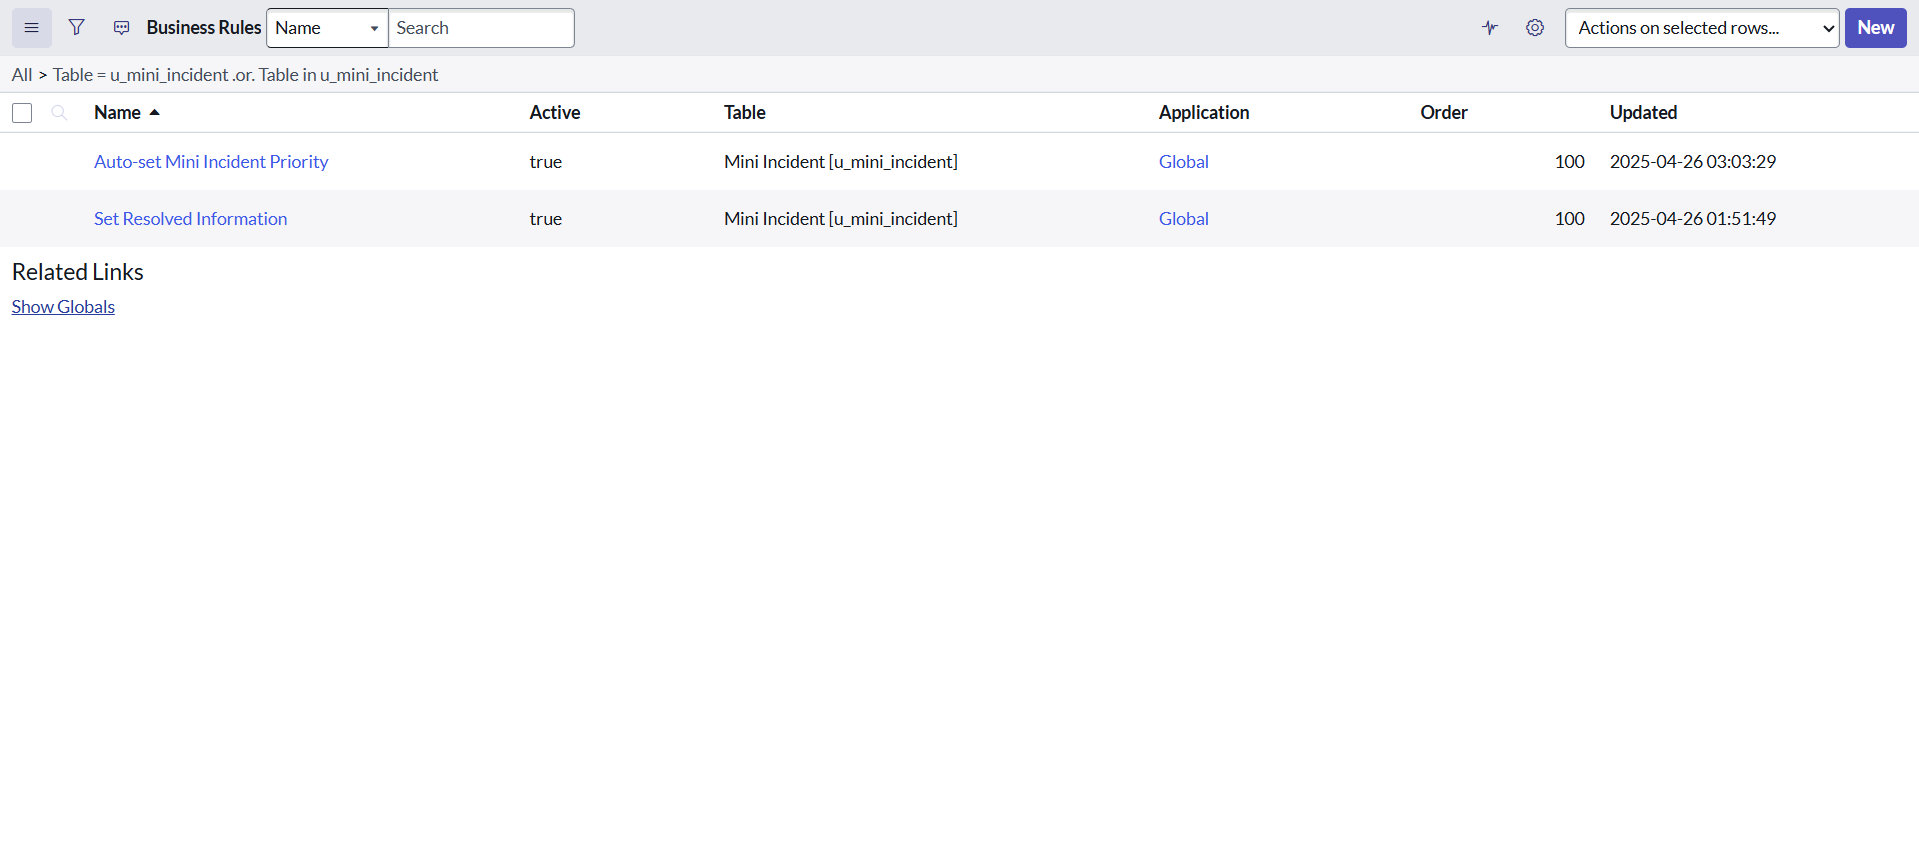 Business Rules Name Search Actions on selected rows... New
All > Table = u_mini_incident .or. Table in u_mini_incident
Name Active Table Application Order Updated
Auto-set Mini Incident Priority true Mini Incident [u_mini_incident] Global 100 2025-04-26 03:03:29
Set Resolved Information true Mini Incident [u_mini_incident] Global 100 2025-04-26 01:51:49
Related Links
Show Globals